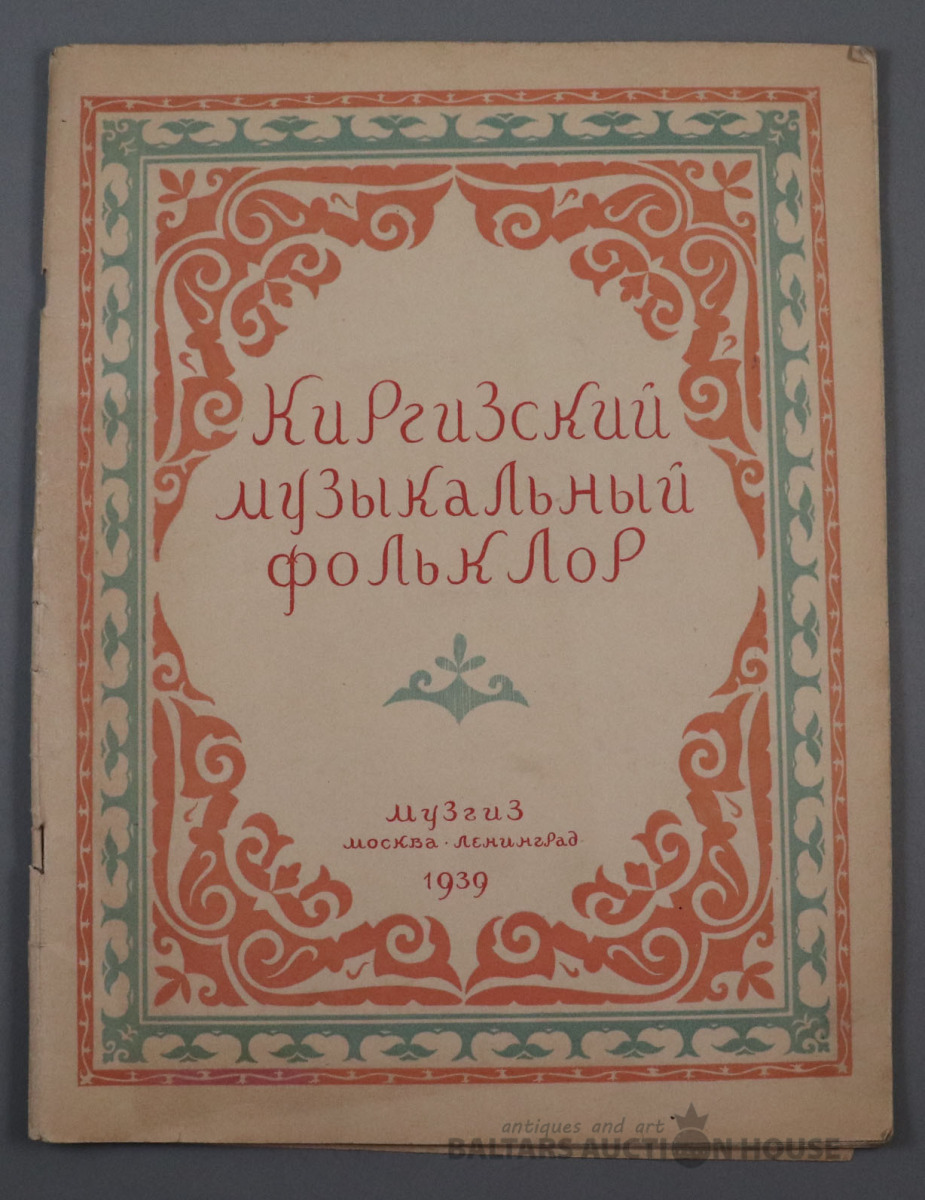 Киргизский
музыкальный
фольклор
Музгиз
Москва · Ленинград
1939
antiques and art
BALTARS AUCTION HOUSE